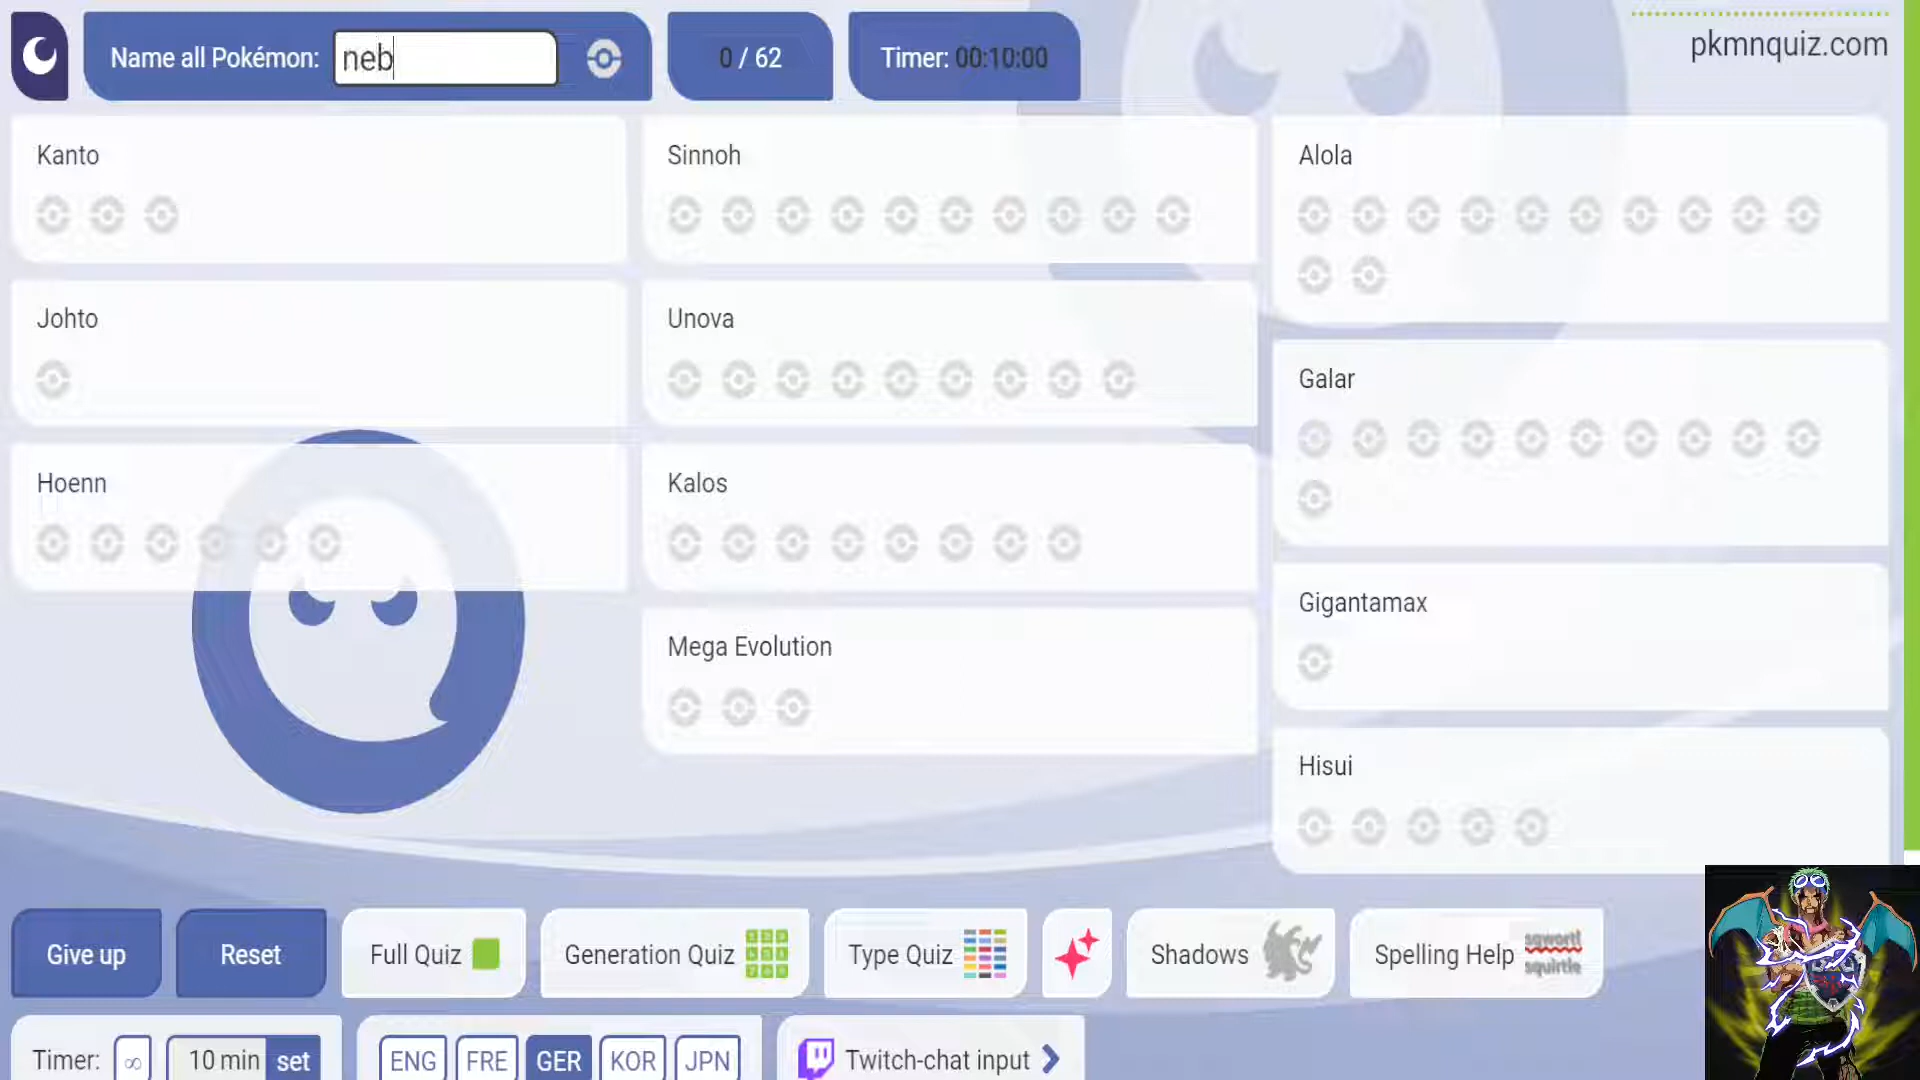 Name all Pokémon: neb
0 / 62
Timer: 00:10:00
pkmnquiz.com
Kanto
Sinnoh
Alola
Johto
Unova
Galar
Hoenn
Kalos
Mega Evolution
Gigantamax
Hisui
Give up
Reset
Full Quiz
Generation Quiz
Type Quiz
Shadows
Spelling Help
sqwortl
squirtle
Timer: ∞ 10 min set
ENG FRE GER KOR JPN
Twitch-chat input